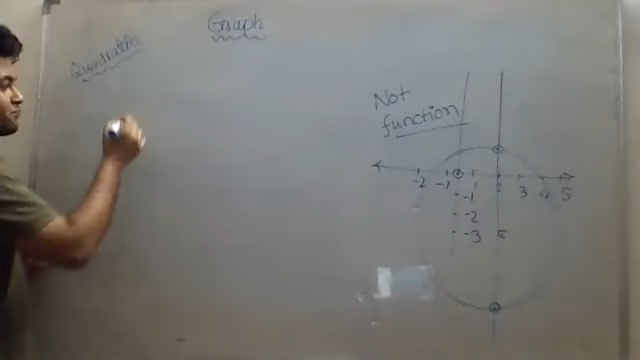 Graph
Quadratic
Not
function
-2 -1 1 2 3 4 5
-1
-2
-3